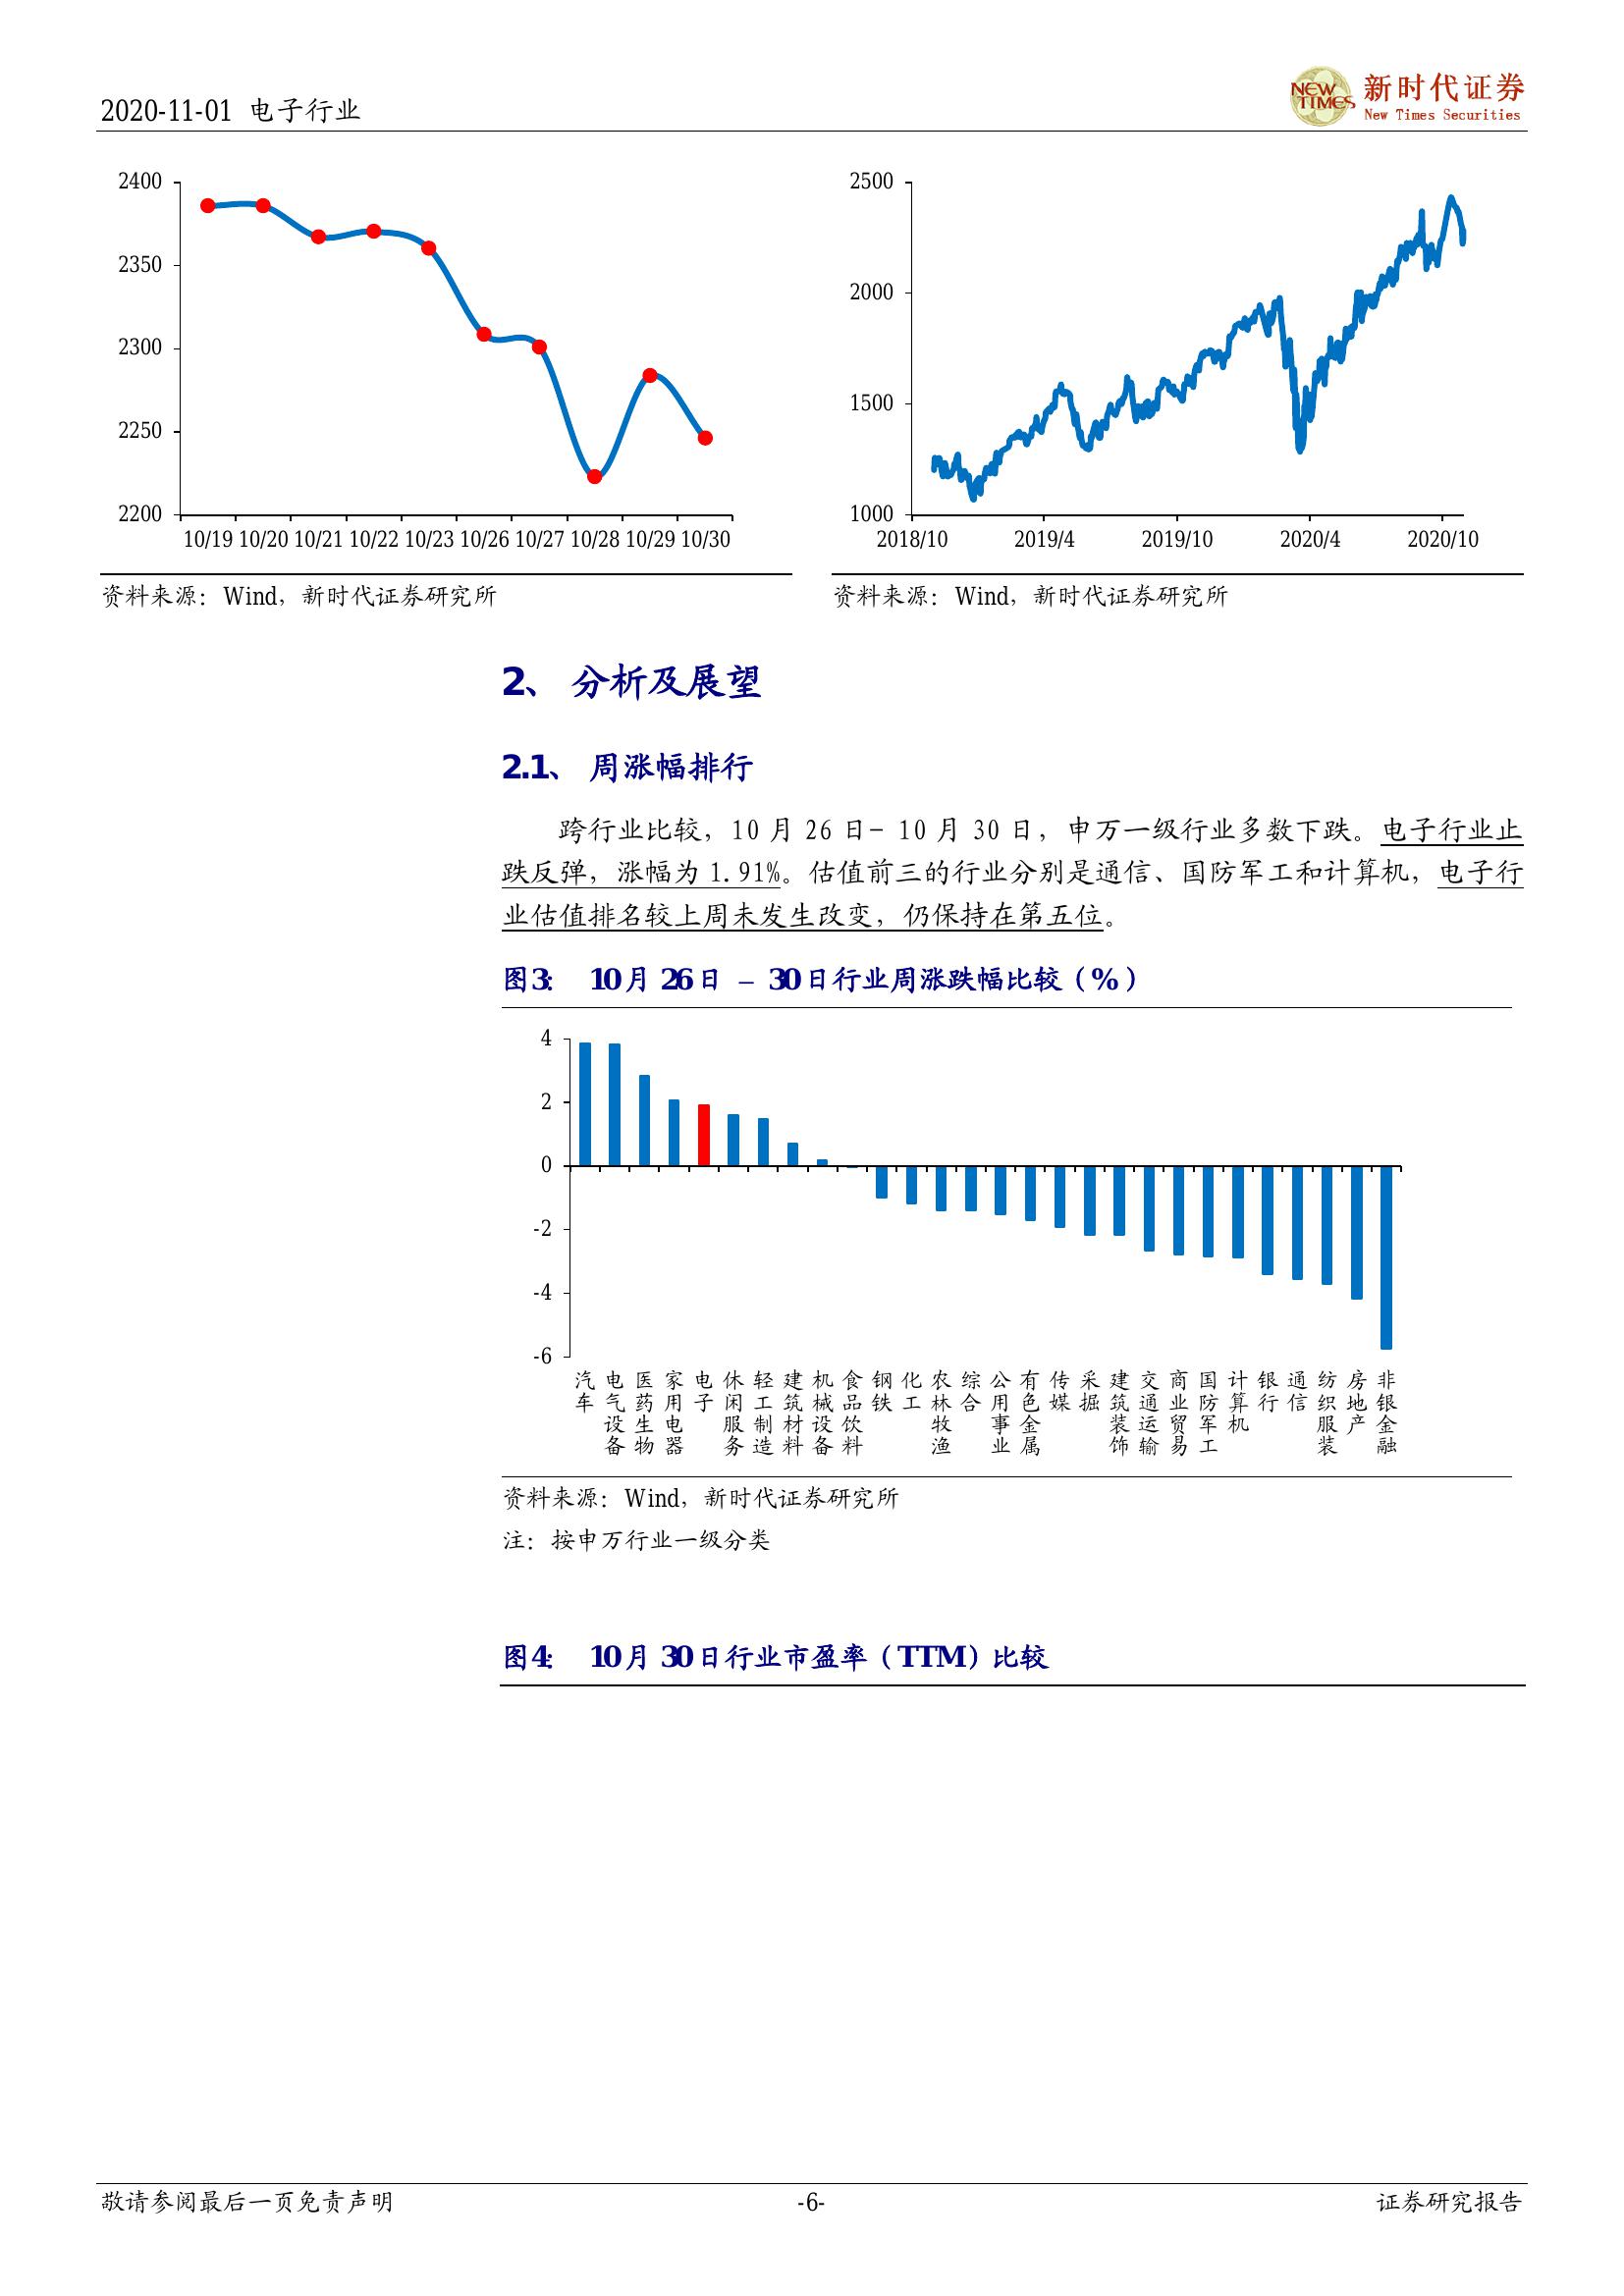 2020-11-01 电子行业
NEW TIMES 新时代证券
New Times Securities
2400
2350
2300
2250
2200
10/19 10/20 10/21 10/22 10/23 10/26 10/27 10/28 10/29 10/30
2500
2000
1500
1000
2018/10 2019/4 2019/10 2020/4 2020/10
资料来源：Wind，新时代证券研究所
资料来源：Wind，新时代证券研究所
2、 分析及展望
2.1、 周涨幅排行
跨行业比较，10 月 26 日-10 月 30 日，申万一级行业多数下跌。电子行业止
跌反弹，涨幅为 1.91%。估值前三的行业分别是通信、国防军工和计算机，电子行
业估值排名较上周未发生改变，仍保持在第五位。
图3： 10月 26日 – 30日行业周涨跌幅比较（%）
4
2
0
-2
-4
-6
汽车 电气设备 医药生物 家用电器 电子 休闲服务 轻工制造 建筑材料 机械设备 食品饮料 钢铁 化工 农林牧渔 综合 公用事业 有色金属 传媒 采掘 建筑装饰 交通运输 商业贸易 国防军工 计算机 银行 通信 纺织服装 房地产 非银金融
资料来源：Wind，新时代证券研究所
注：按申万行业一级分类
图4： 10月 30日行业市盈率（TTM）比较
敬请参阅最后一页免责声明
-6-
证券研究报告